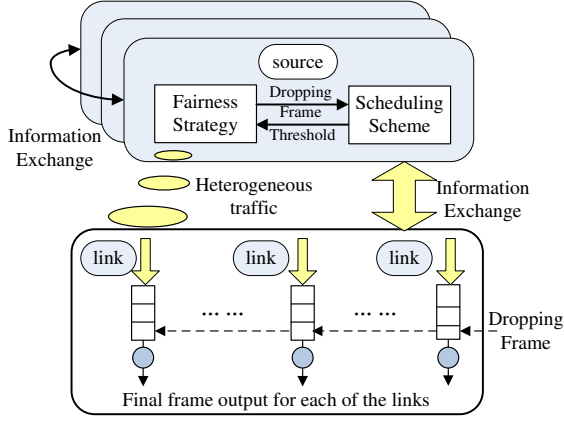 source
Fairness
Strategy
Dropping
Frame
Threshold
Scheduling
Scheme
Information
Exchange
Heterogeneous
traffic
Information
Exchange
link
link
link
... ...
... ...
Dropping
Frame
Final frame output for each of the links